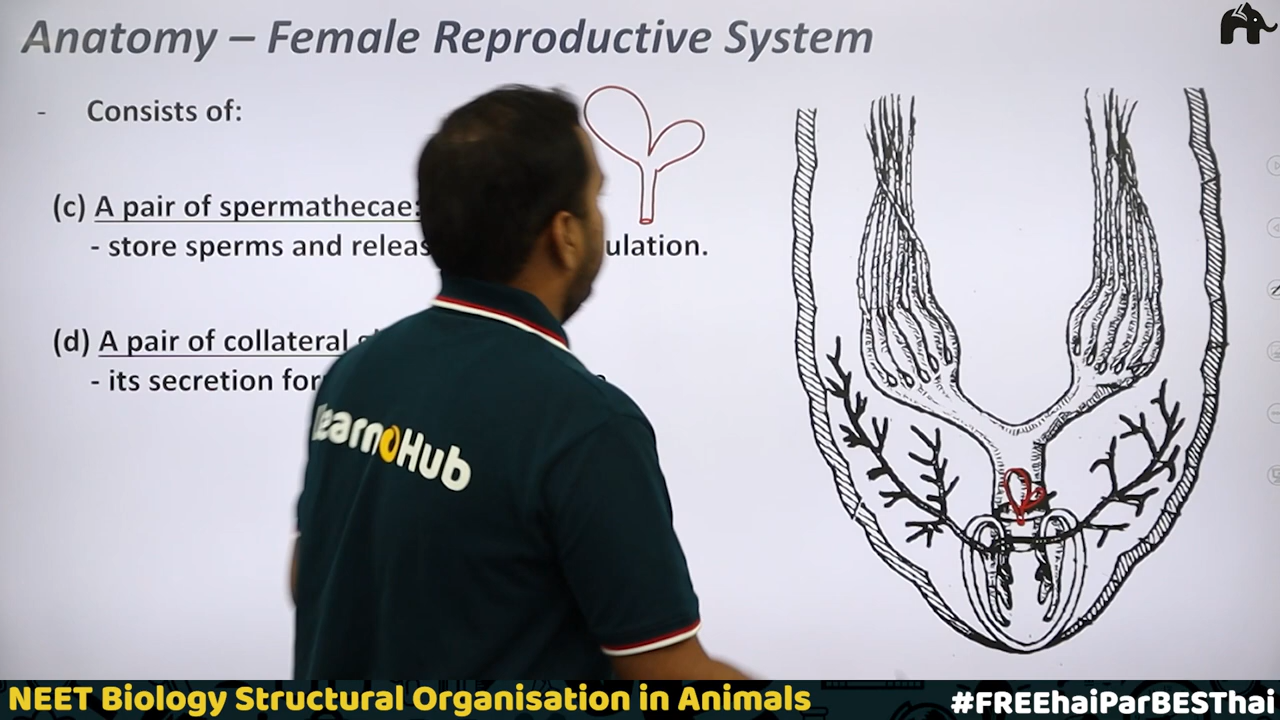 Anatomy – Female Reproductive System
- Consists of:
(c) A pair of spermathecae:
- store sperms and releas ulation.
(d) A pair of collateral
- its secretion for
LearnoHub
NEET Biology Structural Organisation in Animals
#FREEhaiParBESThai